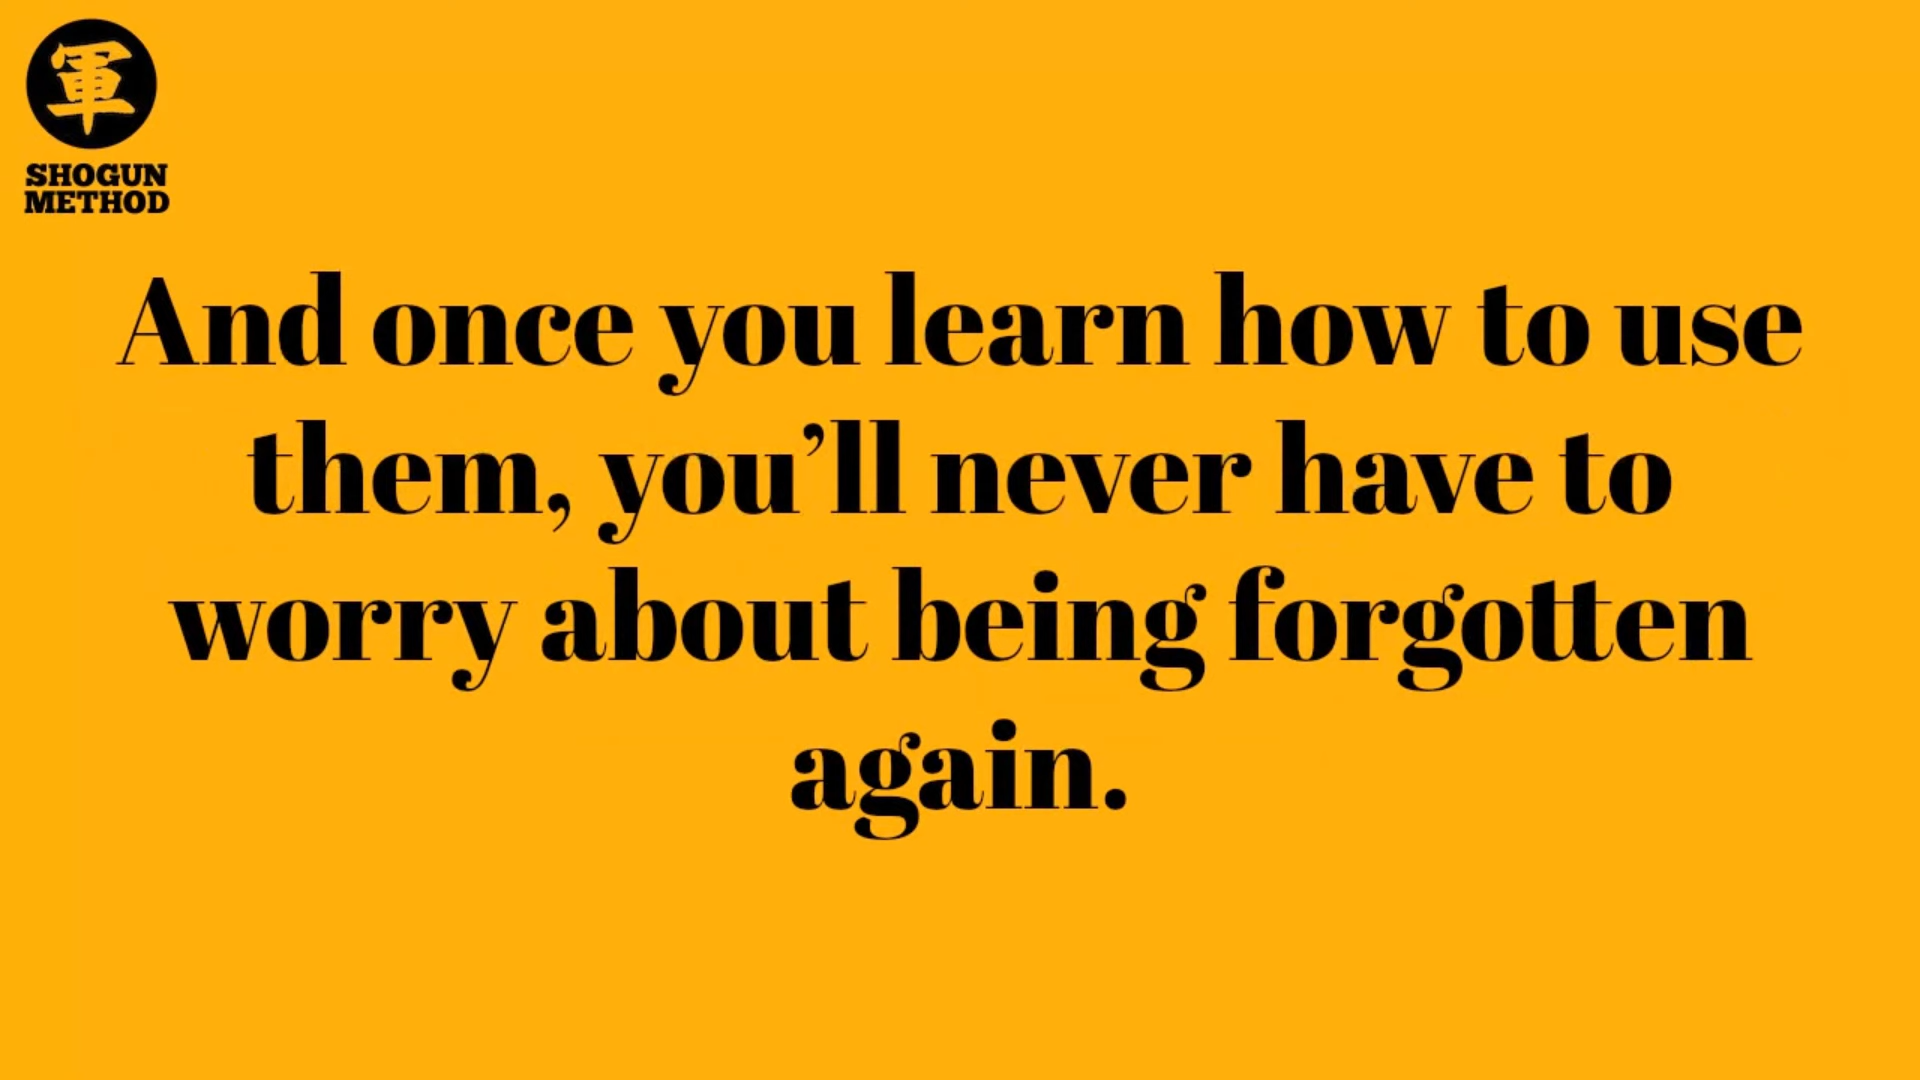 軍
SHOGUN
METHOD
And once you learn how to use
them, you’ll never have to
worry about being forgotten
again.